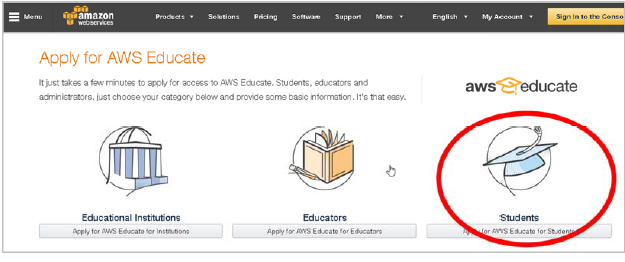 Menu amazon webservices Products Solutions Pricing Software Support More English My Account Sign In to the Conso
Apply for AWS Educate
It just takes a few minutes to apply for access to AWS Educate. Students, educators and
administrators, just choose your category below and provide some basic information. It's that easy.
aws educate
Educational Institutions Educators Students
Apply for AWS Educate for Institutions Apply for AWS Educate for Educators Apply for AWS Educate for Students